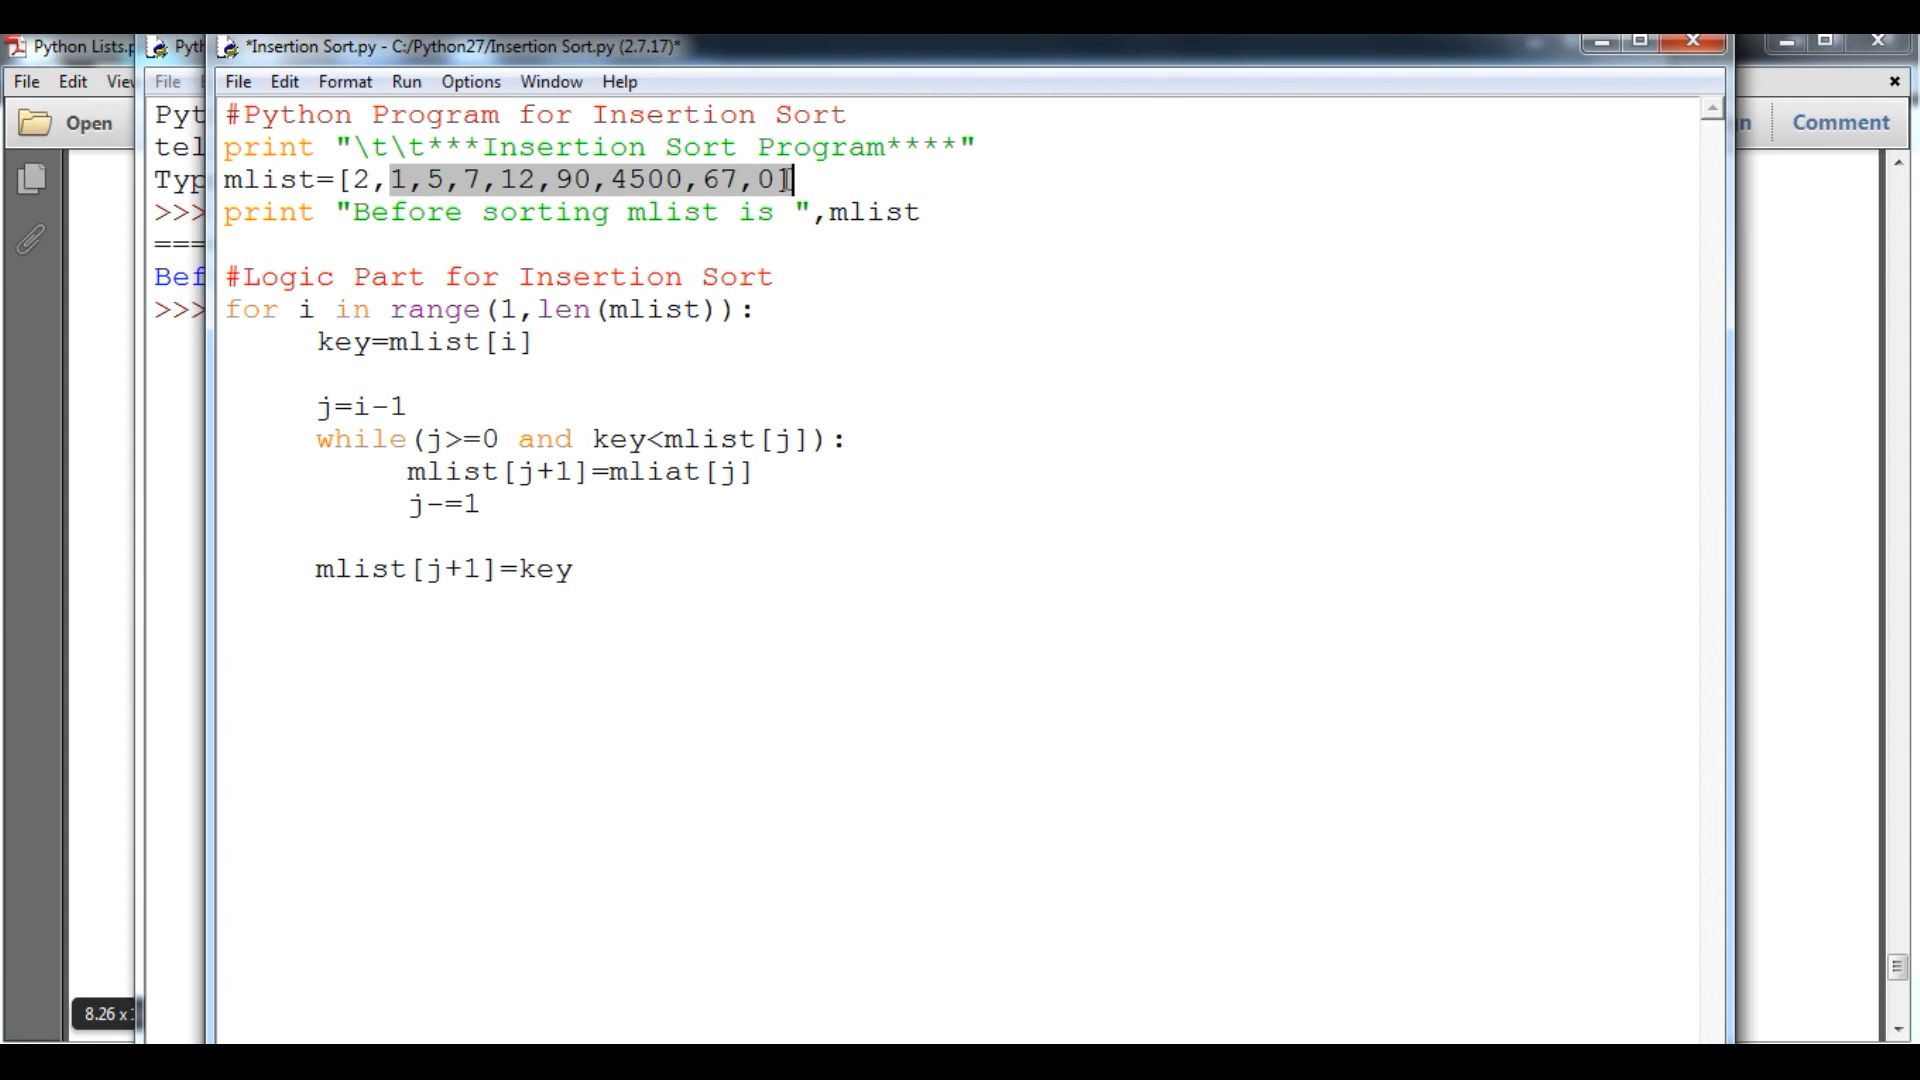 Python Lists.p
Pyth
*Insertion Sort.py - C:/Python27/Insertion Sort.py (2.7.17)*
File Edit View
File
File Edit Format Run Options Window Help
Open
Comment
Pyt
tel
Typ
>>>
===
Bef
>>>
#Python Program for Insertion Sort
print "\t\t***Insertion Sort Program****"
mlist=[2,1,5,7,12,90,4500,67,0]
print "Before sorting mlist is ",mlist
#Logic Part for Insertion Sort
for i in range(1,len(mlist)):
key=mlist[i]
j=i-1
while(j>=0 and key<mlist[j]):
mlist[j+1]=mliat[j]
j-=1
mlist[j+1]=key
8.26 x